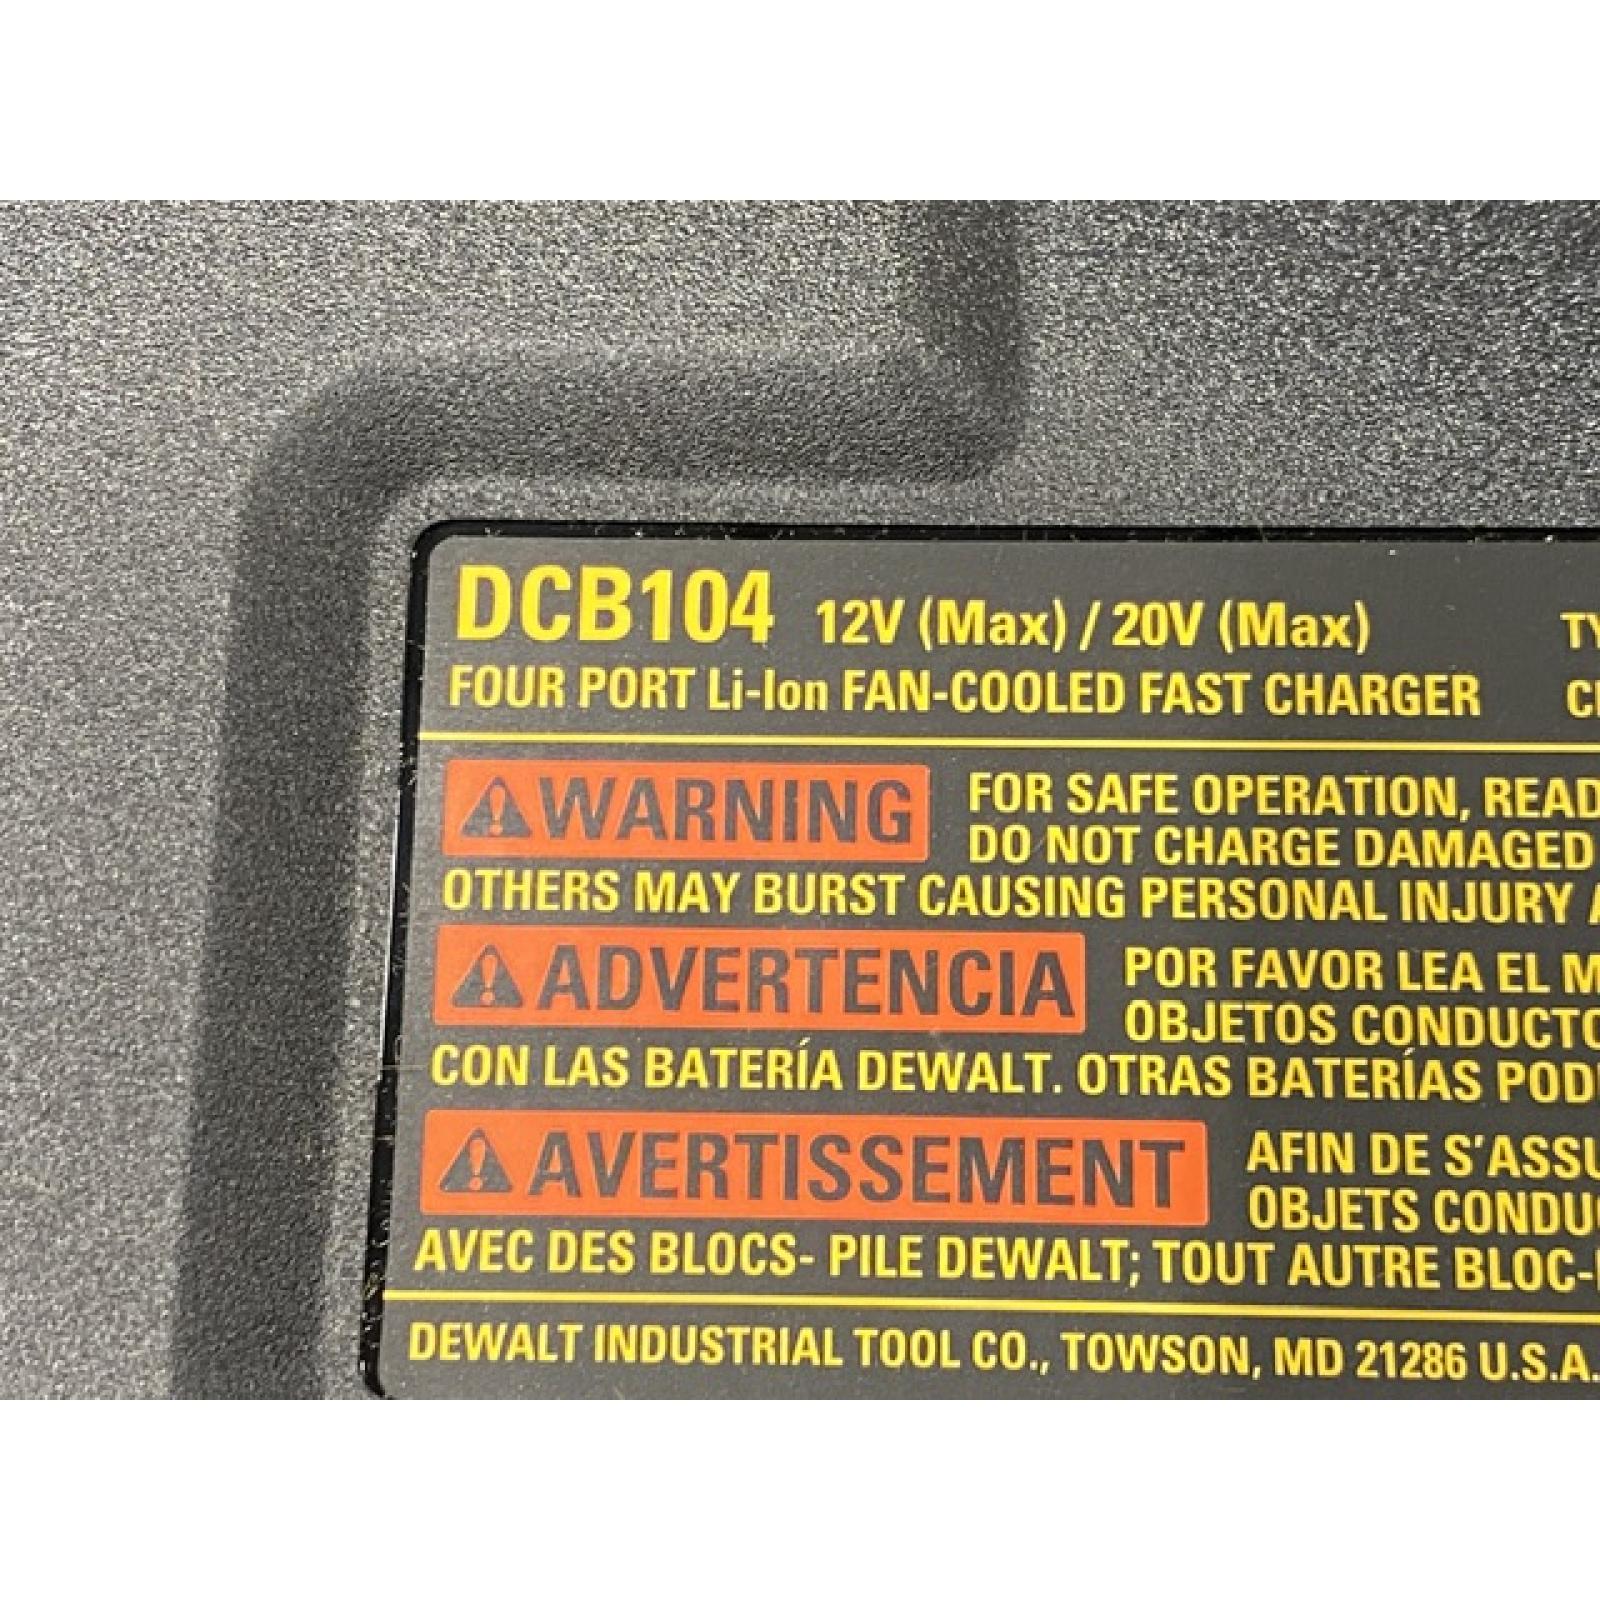 DCB104 12V (Max) / 20V (Max)
FOUR PORT Li-Ion FAN-COOLED FAST CHARGER
WARNING FOR SAFE OPERATION, READ
DO NOT CHARGE DAMAGED
OTHERS MAY BURST CAUSING PERSONAL INJURY
ADVERTENCIA POR FAVOR LEA EL
OBJETOS
CON LAS BATERÍA DEWALT. OTRAS BATERÍAS
AVERTISSEMENT AFIN DE
OBJETS
AVEC DES BLOCS- PILE DEWALT; TOUT AUTRE
DEWALT INDUSTRIAL TOOL CO., TOWSON, MD 21286 U.S.A.